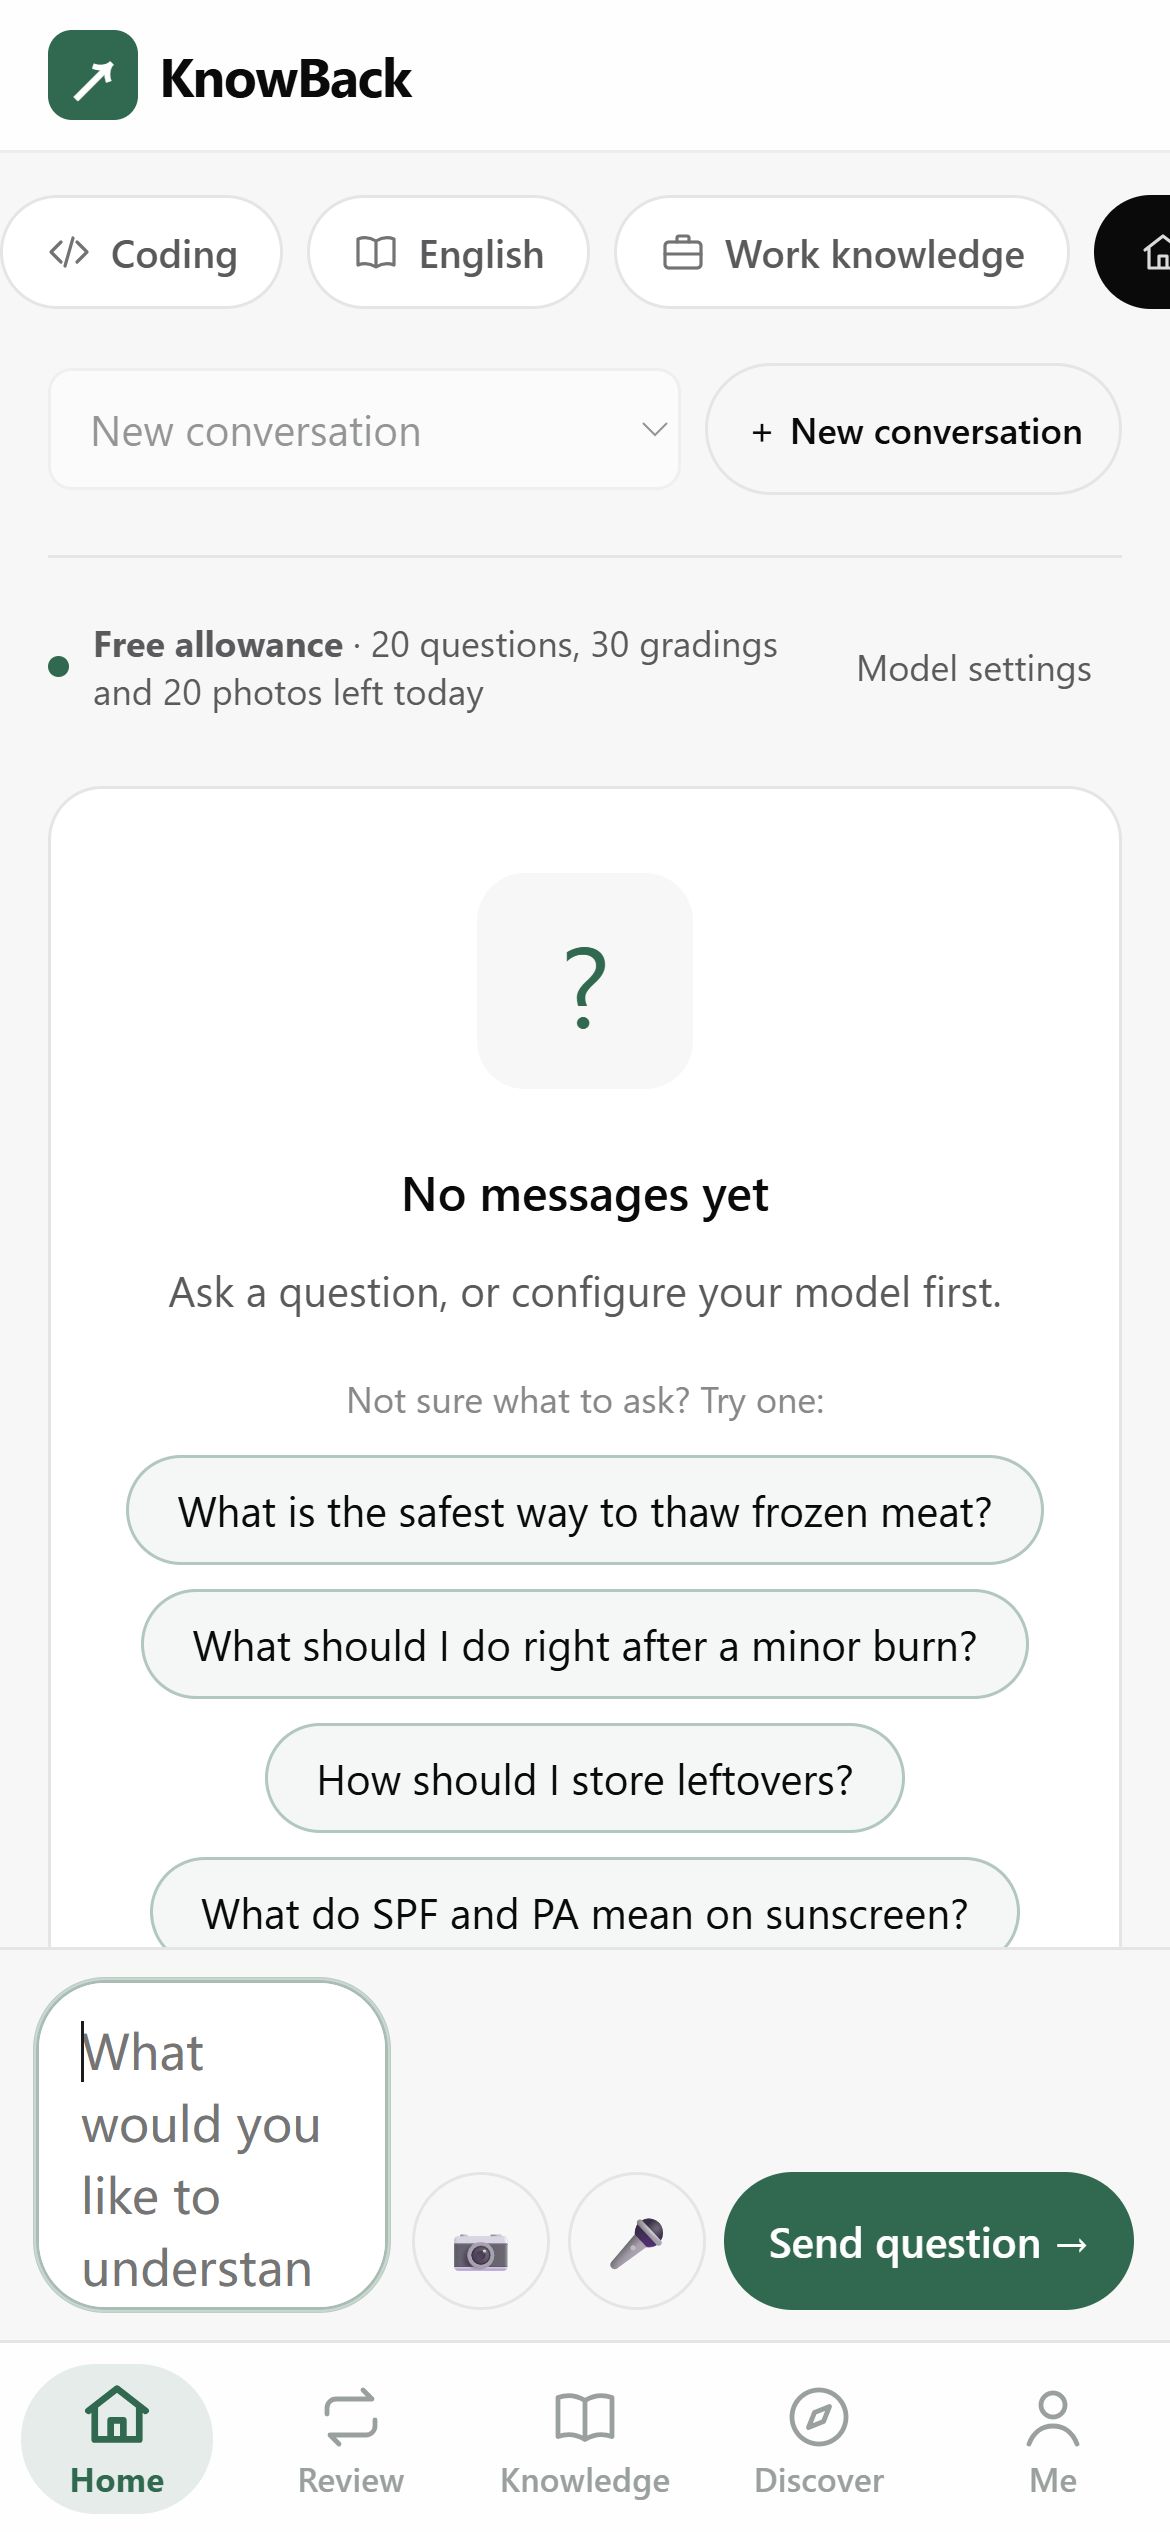 KnowBack
Coding
English
Work knowledge
New conversation
+ New conversation
Free allowance · 20 questions, 30 gradings
and 20 photos left today
Model settings
?
No messages yet
Ask a question, or configure your model first.
Not sure what to ask? Try one:
What is the safest way to thaw frozen meat?
What should I do right after a minor burn?
How should I store leftovers?
What do SPF and PA mean on sunscreen?
What
would you
like to
understan
Send question →
Home
Review
Knowledge
Discover
Me